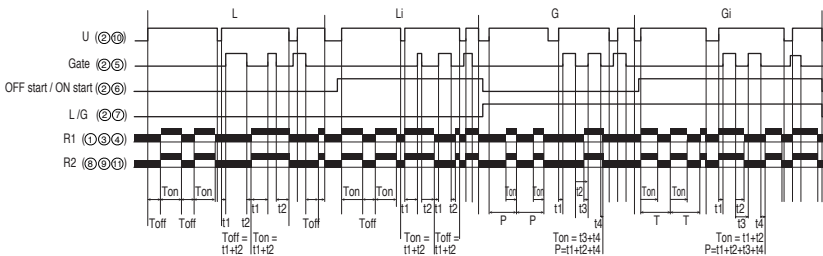 L Li G Gi
U (②⑩)
Gate (②⑤)
OFF start / ON start (②⑥)
L /G (②⑦)
R1 (①③④)
R2 (⑧⑨⑪)
Ton Ton t1 t2 Ton Ton t1 t2 t1 t2 Ton Ton t1 t2 Ton Ton t1 t2
Toff Toff t1 t2 Toff Toff t3 t3 t4
P P t4 T T
Toff = Ton = Ton = Toff = Ton = t3+t4 Ton = t1+t2
t1+t2 t1+t2 t1+t2 t1+t2 P=t1+t2+t4 P=t1+t2+t3+t4